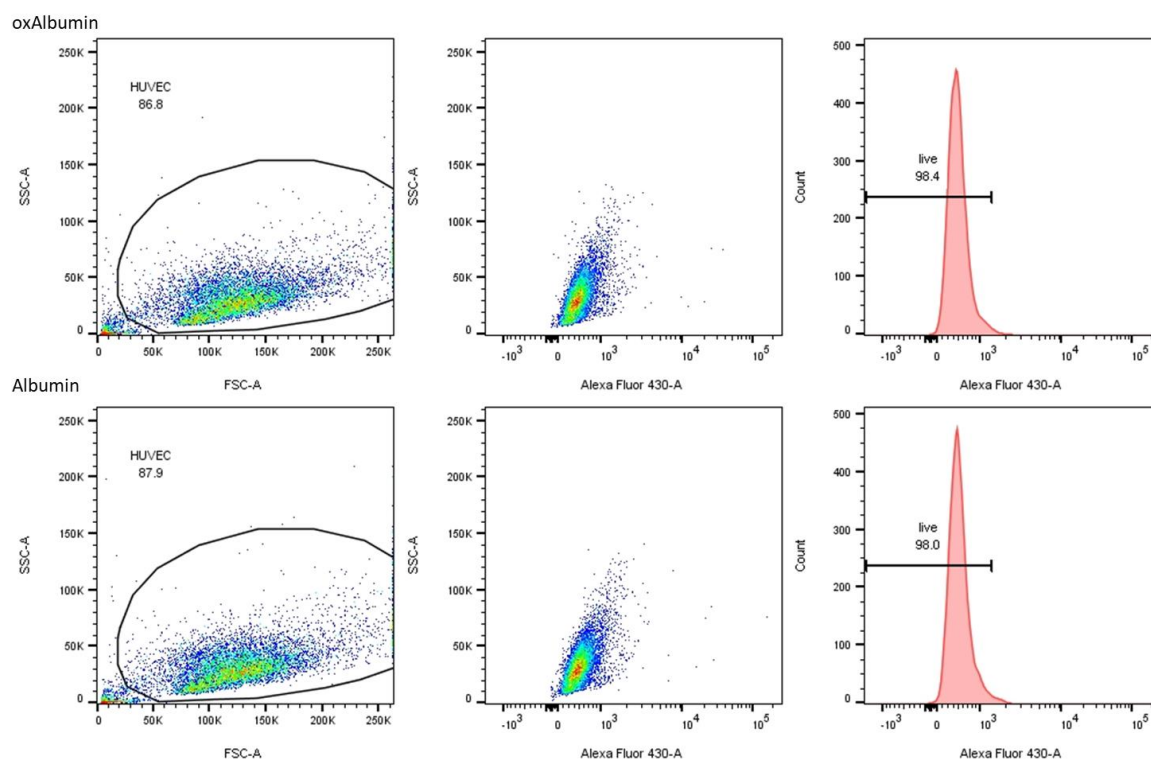 oxAlbumin
250K
200K
150K
100K
50K
0
SSC-A
HUVEC
86.8
0
50K
100K
150K
200K
250K
FSC-A
250K
200K
150K
100K
50K
0
SSC-A
-10³
0
10³
10⁴
10⁵
Alexa Fluor 430-A
500
400
300
200
100
0
Count
live
98.4
-10³
0
10³
10⁴
10⁵
Alexa Fluor 430-A
Albumin
250K
200K
150K
100K
50K
0
SSC-A
HUVEC
87.9
0
50K
100K
150K
200K
250K
FSC-A
250K
200K
150K
100K
50K
0
SSC-A
-10³
0
10³
10⁴
10⁵
Alexa Fluor 430-A
500
400
300
200
100
0
Count
live
98.0
-10³
0
10³
10⁴
10⁵
Alexa Fluor 430-A